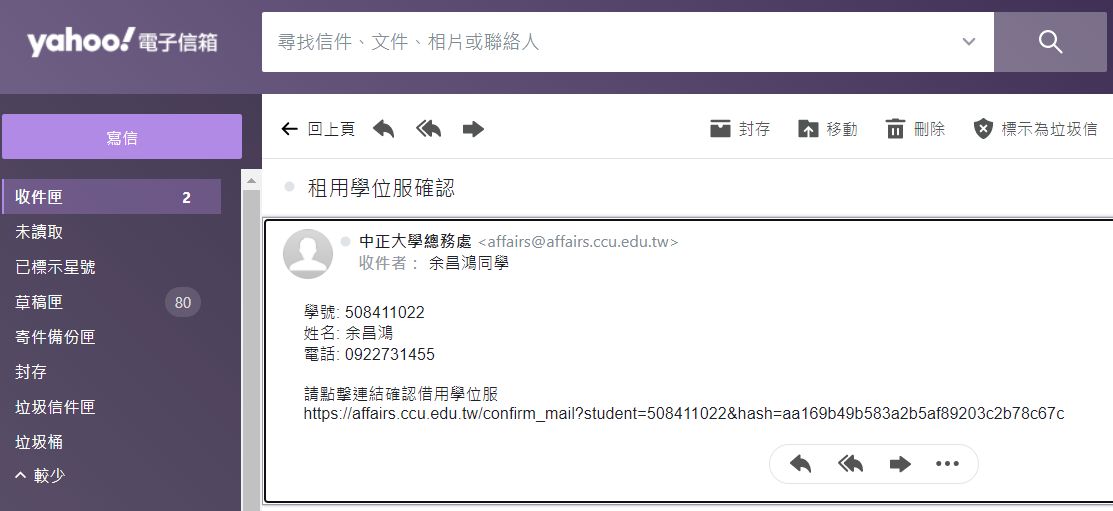 yahoo!電子信箱
尋找信件、文件、相片或聯絡人
寫信
收件匣 2
未讀取
已標示星號
草稿匣 80
寄件備份匣
封存
垃圾信件匣
垃圾桶
較少
回上頁
封存 移動 刪除 標示為垃圾信
租用學位服確認
中正大學總務處 <affairs@affairs.ccu.edu.tw>
收件者： 余昌鴻同學
學號: 508411022
姓名: 余昌鴻
電話: 0922731455
請點擊連結確認借用學位服
https://affairs.ccu.edu.tw/confirm_mail?student=508411022&hash=aa169b49b583a2b5af89203c2b78c67c